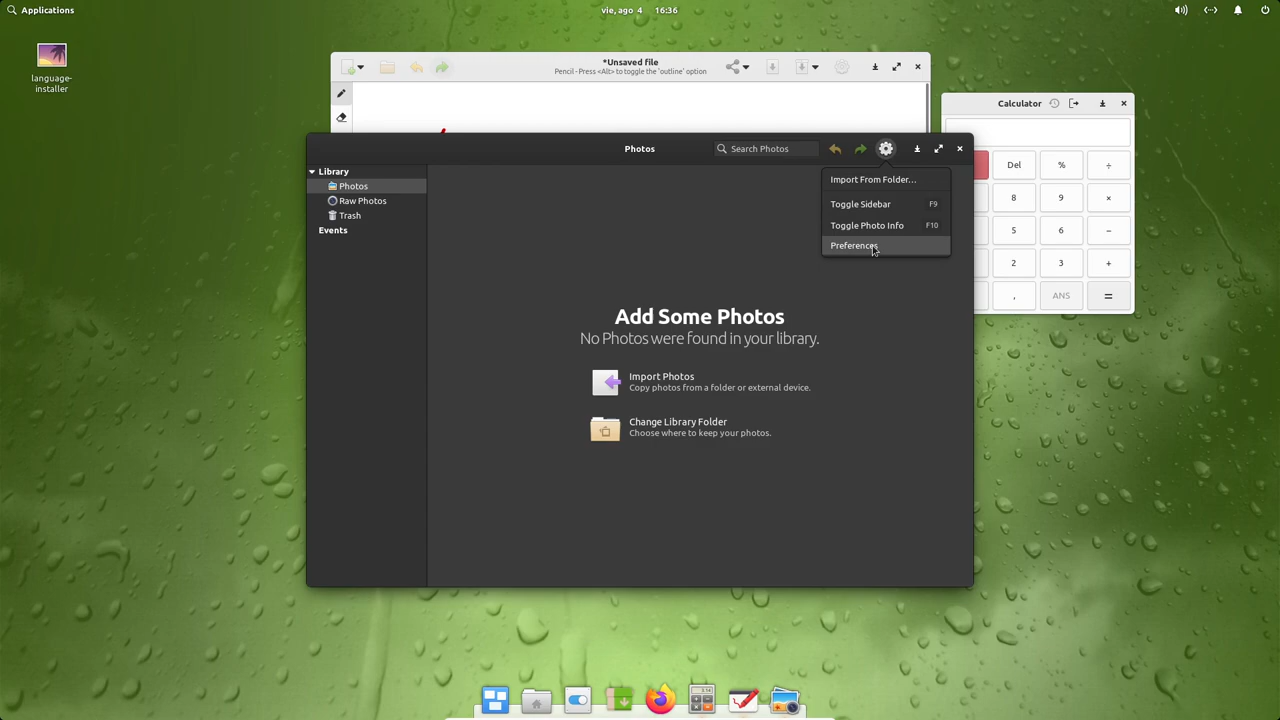 Applications
vie, ago 4 16:36
language-
installer
*Unsaved file
Pencil - Press <Alt> to toggle the 'outline' option
Calculator
Del % ÷
8 9 ×
5 6 −
2 3 +
, ANS =
Photos
Search Photos
Library
Photos
Raw Photos
Trash
Events
Import From Folder...
Toggle Sidebar F9
Toggle Photo Info F10
Preferences
Add Some Photos
No Photos were found in your library.
Import Photos
Copy photos from a folder or external device.
Change Library Folder
Choose where to keep your photos.